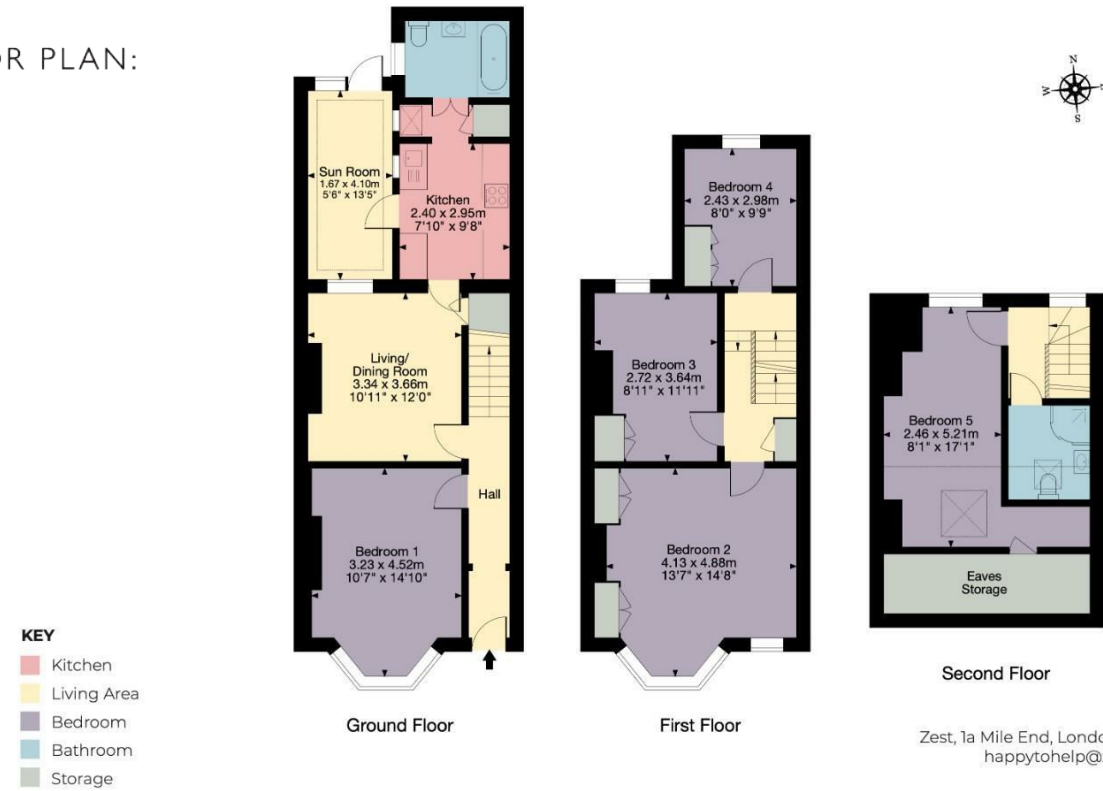 OR PLAN:
N
W
S
Sun Room
1.67 x 4.10m
5'6" x 13'5"
Kitchen
2.40 x 2.95m
7'10" x 9'8"
Living/
Dining Room
3.34 x 3.66m
10'11" x 12'0"
Hall
Bedroom 1
3.23 x 4.52m
10'7" x 14'10"
Ground Floor
Bedroom 4
2.43 x 2.98m
8'0" x 9'9"
Bedroom 3
2.72 x 3.64m
8'11" x 11'11"
Bedroom 2
4.13 x 4.88m
13'7" x 14'8"
First Floor
Bedroom 5
2.46 x 5.21m
8'1" x 17'1"
Eaves
Storage
Second Floor
KEY
Kitchen
Living Area
Bedroom
Bathroom
Storage
Zest, 1a Mile End, Londo
happytohelp@